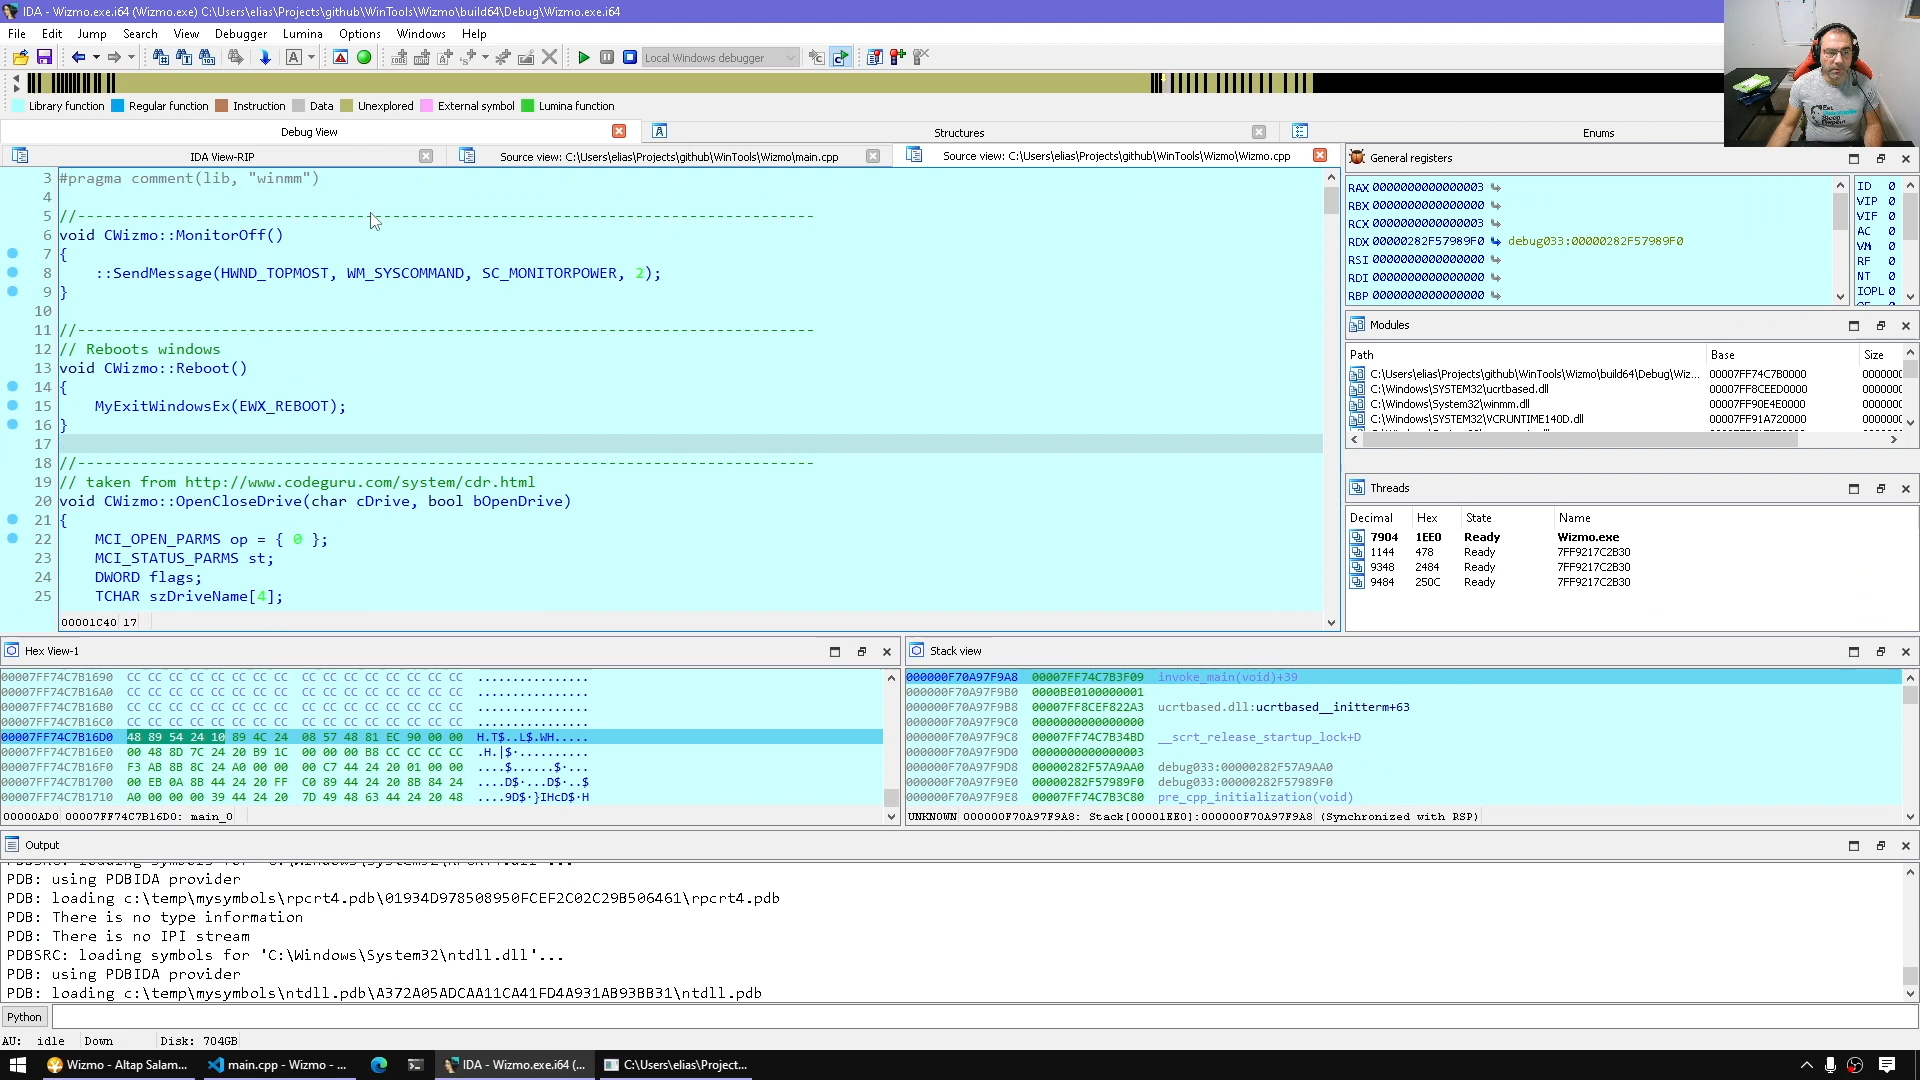 IDA - Wizmo.exe.i64 (Wizmo.exe) C:\Users\elias\Projects\github\WinTools\Wizmo\build64\Debug\Wizmo.exe.i64
File Edit Jump Search View Debugger Lumina Options Windows Help
Local Windows debugger
Library function Regular function Instruction Data Unexplored External symbol Lumina function
Debug View Structures Enums
IDA View-RIP Source view: C:\Users\elias\Projects\github\WinTools\Wizmo\main.cpp Source view: C:\Users\elias\Projects\github\WinTools\Wizmo\Wizmo.cpp
3 #pragma comment(lib, "winmm")
4
5 //----------------------------------------------------------------------------------
6 void CWizmo::MonitorOff()
7 {
8 ::SendMessage(HWND_TOPMOST, WM_SYSCOMMAND, SC_MONITORPOWER, 2);
9 }
10
11 //----------------------------------------------------------------------------------
12 // Reboots windows
13 void CWizmo::Reboot()
14 {
15 MyExitWindowsEx(EWX_REBOOT);
16 }
17
18 //----------------------------------------------------------------------------------
19 // taken from http://www.codeguru.com/system/cdr.html
20 void CWizmo::OpenCloseDrive(char cDrive, bool bOpenDrive)
21 {
22 MCI_OPEN_PARMS op = { 0 };
23 MCI_STATUS_PARMS st;
24 DWORD flags;
25 TCHAR szDriveName[4];
00001C40 17
General registers
RAX 0000000000000003
RBX 0000000000000000
RCX 0000000000000003
RDX 00000282F57989F0 debug033:00000282F57989F0
RSI 0000000000000000
RDI 0000000000000000
RBP 0000000000000000
ID 0
VIP 0
VIF 0
AC 0
VM 0
RF 0
NT 0
IOPL 0
Modules
Path Base Size
C:\Users\elias\Projects\github\WinTools\Wizmo\build64\Debug\Wiz... 00007FF74C7B0000 0000000
C:\Windows\SYSTEM32\ucrtbased.dll 00007FF8CEED0000 0000000
C:\Windows\System32\winmm.dll 00007FF90E4E0000 0000000
C:\Windows\SYSTEM32\VCRUNTIME140D.dll 00007FF91A720000 0000000
Threads
Decimal Hex State Name
7904 1EE0 Ready Wizmo.exe
1144 478 Ready 7FF9217C2B30
9348 2484 Ready 7FF9217C2B30
9484 250C Ready 7FF9217C2B30
Hex View-1
00007FF74C7B1690 CC CC CC CC CC CC CC CC CC CC CC CC CC CC CC CC ................
00007FF74C7B16A0 CC CC CC CC CC CC CC CC CC CC CC CC CC CC CC CC ................
00007FF74C7B16B0 CC CC CC CC CC CC CC CC CC CC CC CC CC CC CC CC ................
00007FF74C7B16C0 CC CC CC CC CC CC CC CC CC CC CC CC CC CC CC CC ................
00007FF74C7B16D0 48 89 54 24 10 89 4C 24 08 57 48 81 EC 90 00 00 H.T$..L$.WH.....
00007FF74C7B16E0 00 48 8D 7C 24 20 B9 1C 00 00 00 B8 CC CC CC CC .H.|$·..........
00007FF74C7B16F0 F3 AB 8B 8C 24 A0 00 00 00 C7 44 24 20 01 00 00 ....$......$·...
00007FF74C7B1700 00 EB 0A 8B 44 24 20 FF C0 89 44 24 20 8B 84 24 ....D$·...D$·..$
00007FF74C7B1710 A0 00 00 00 39 44 24 20 7D 49 48 63 44 24 20 48 ....9D$·}IHcD$·H
00000AD0 00007FF74C7B16D0: main_0
Stack view
000000F70A97F9A8 00007FF74C7B3F09 invoke_main(void)+39
000000F70A97F9B0 0000BE0100000001
000000F70A97F9B8 00007FF8CEF822A3 ucrtbased.dll:ucrtbased__initterm+63
000000F70A97F9C0 0000000000000000
000000F70A97F9C8 00007FF74C7B34BD __scrt_release_startup_lock+D
000000F70A97F9D0 0000000000000003
000000F70A97F9D8 00000282F57A9AA0 debug033:00000282F57A9AA0
000000F70A97F9E0 00000282F57989F0 debug033:00000282F57989F0
000000F70A97F9E8 00007FF74C7B3C80 pre_cpp_initialization(void)
UNKNOWN 000000F70A97F9A8: Stack[00001EE0]:000000F70A97F9A8 (Synchronized with RSP)
Output
PDB: using PDBIDA provider
PDB: loading c:\temp\mysymbols\rpcrt4.pdb\01934D978508950FCEF2C02C29B506461\rpcrt4.pdb
PDB: There is no type information
PDB: There is no IPI stream
PDBSRC: loading symbols for 'C:\Windows\System32\ntdll.dll'...
PDB: using PDBIDA provider
PDB: loading c:\temp\mysymbols\ntdll.pdb\A372A05ADCAA11CA41FD4A931AB93BB31\ntdll.pdb
Python
AU: idle Down Disk: 704GB
Wizmo - Altap Salam... main.cpp - Wizmo - ... IDA - Wizmo.exe.i64 (... C:\Users\elias\Project...